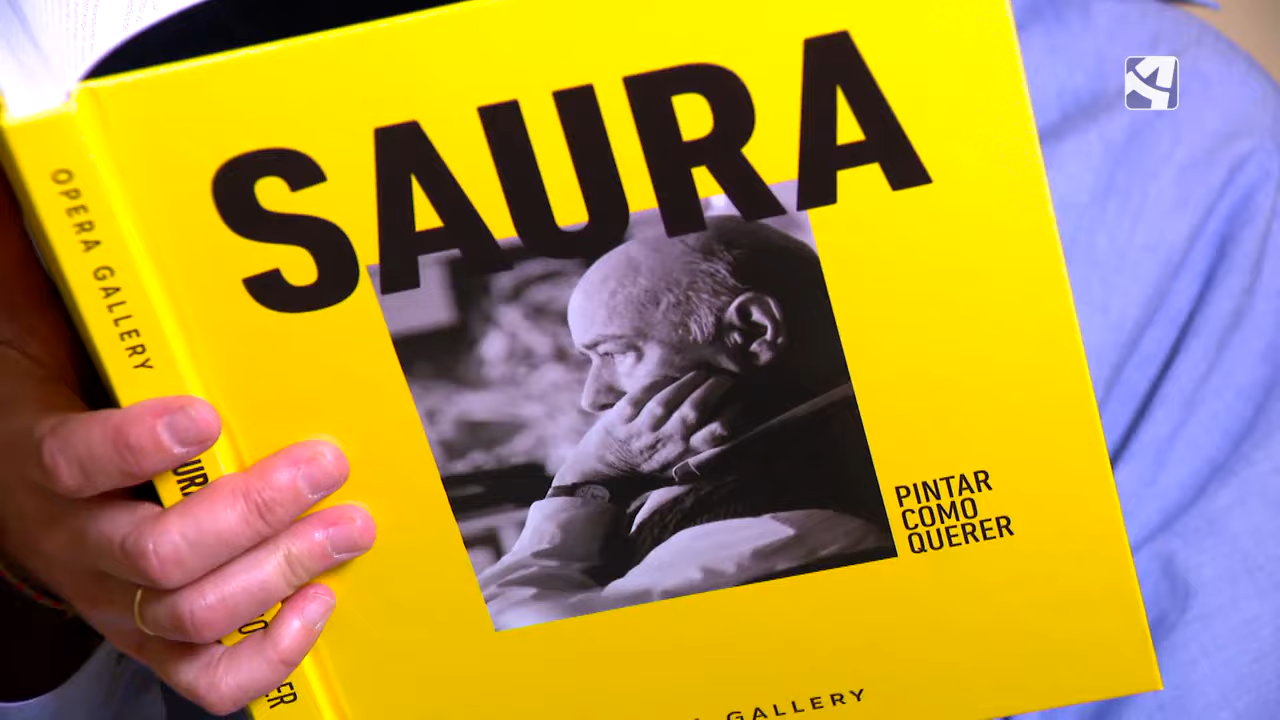 SAURA
PINTAR
COMO
QUERER
GALLERY
OPERA GALLERY